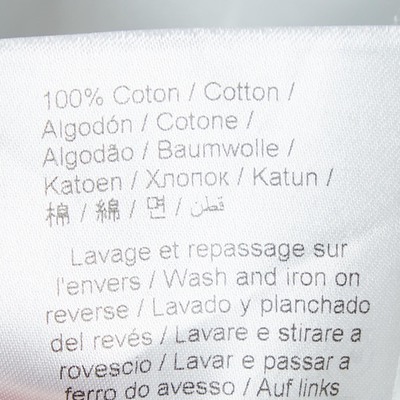 100% Coton / Cotton /
Algodón / Cotone /
Algodão / Baumwolle /
Katoen / Хлопок / Katun /
棉 / 綿 / 면 / قطن
Lavage et repassage sur
l'envers / Wash and iron on
reverse / Lavado y planchado
del revés / Lavare e stirare a
rovescio / Lavar e passar a
ferro do avesso / Auf links